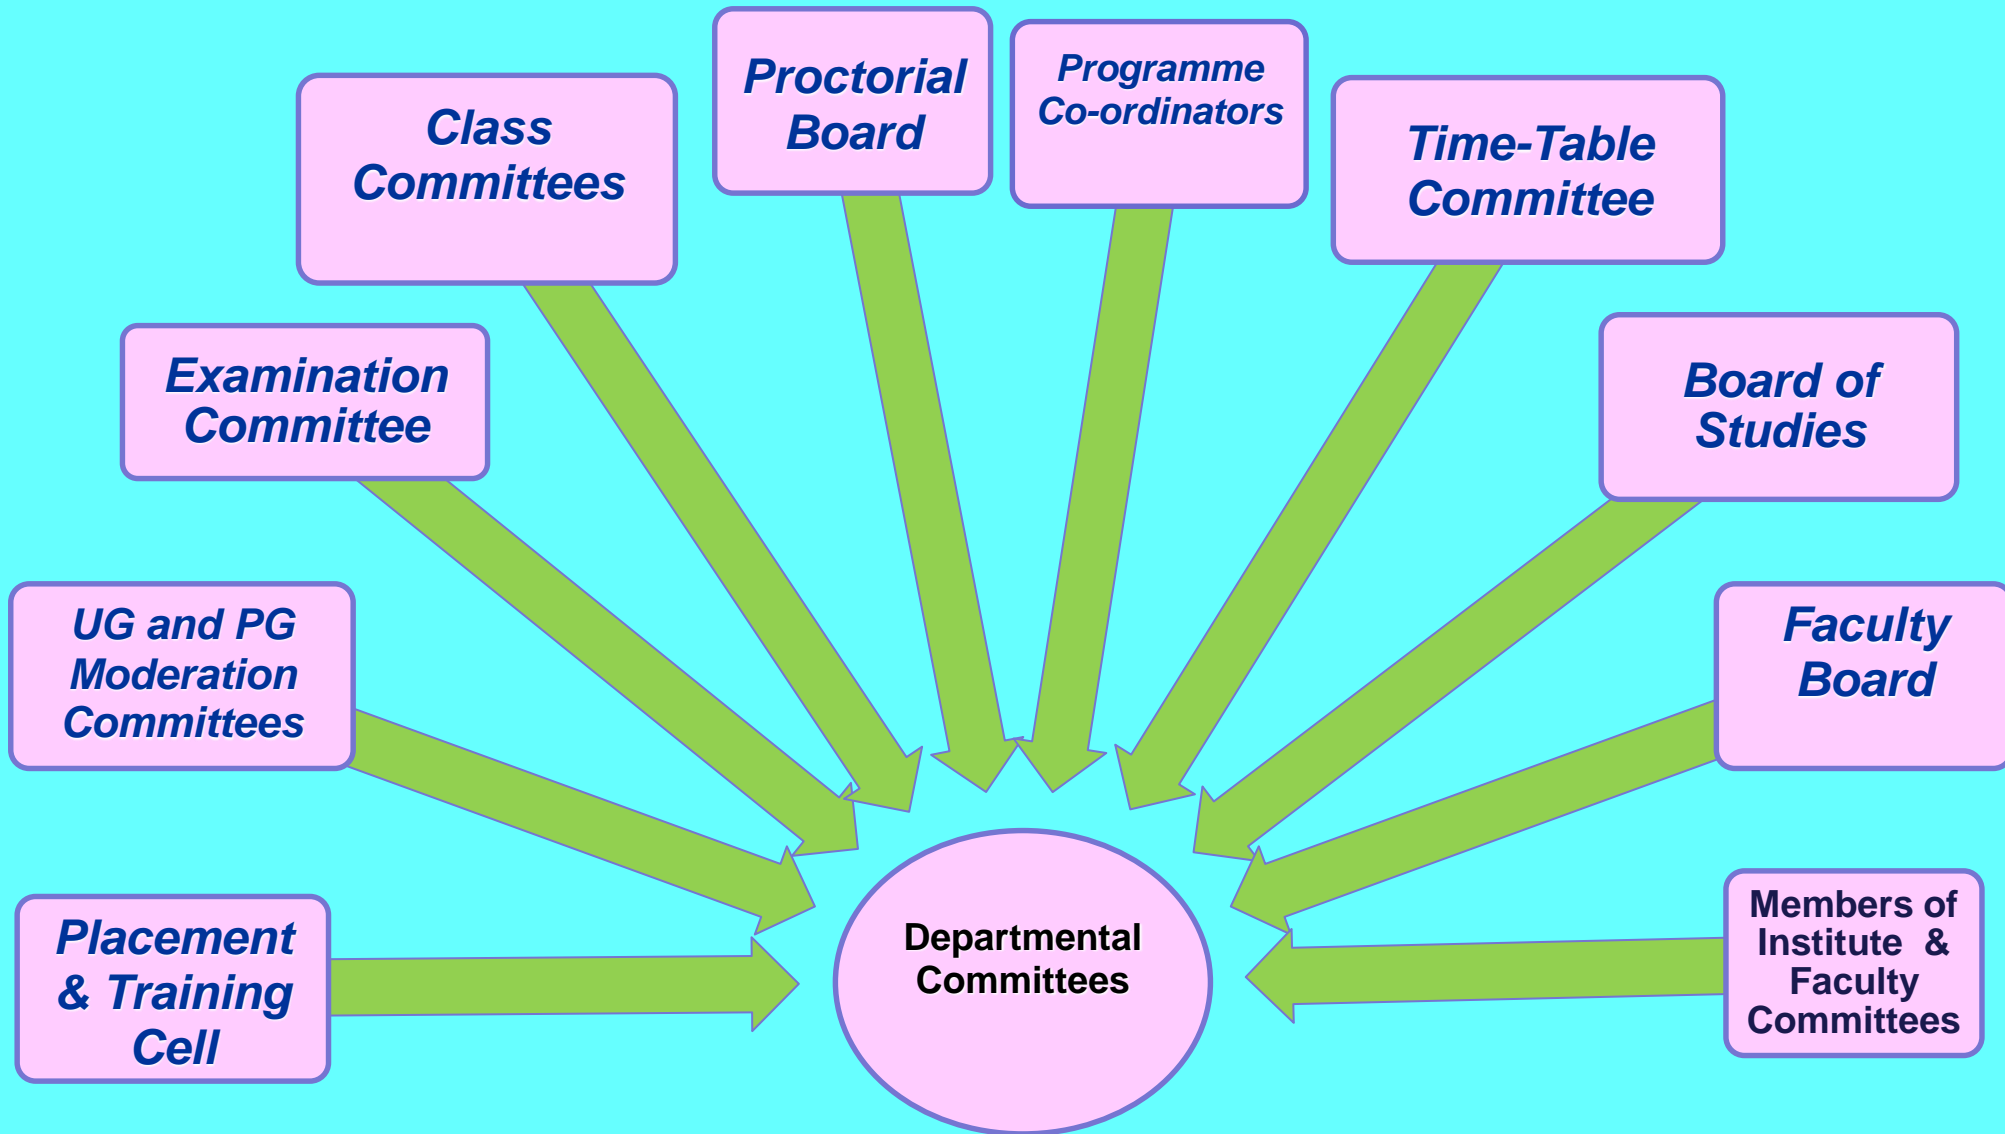 Proctorial
Board
Programme
Co-ordinators
Class
Committees
Time-Table
Committee
Examination
Committee
Board of
Studies
UG and PG
Moderation
Committees
Faculty
Board
Placement
& Training
Cell
Departmental
Committees
Members of
Institute  &
Faculty
Committees